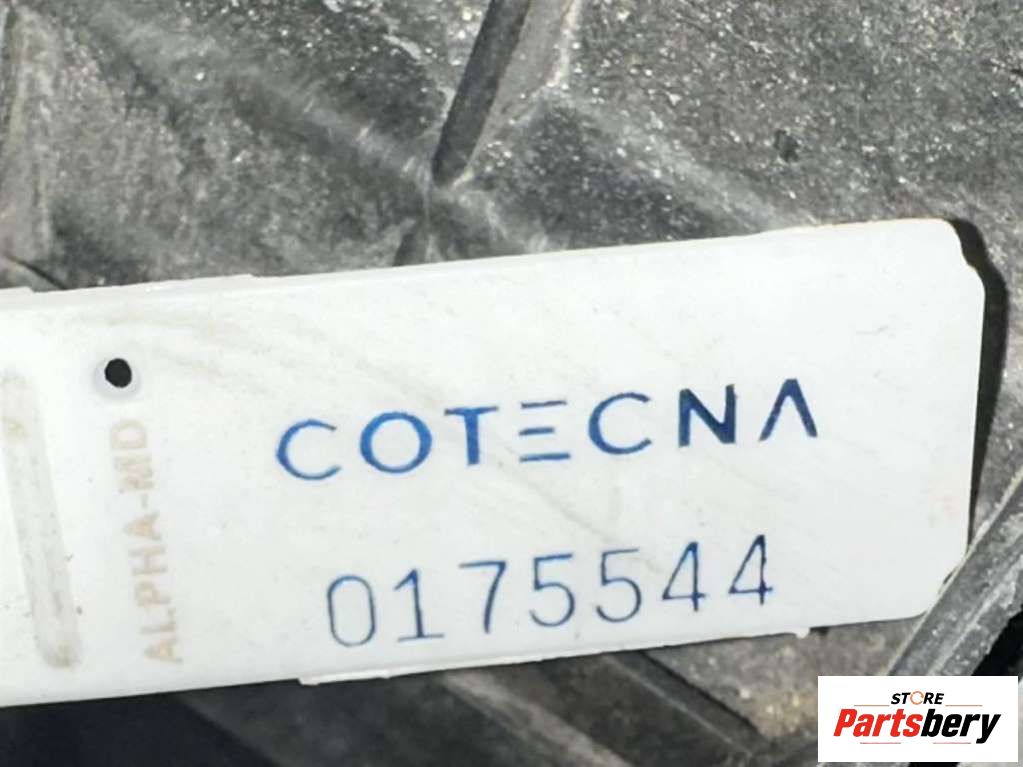 COTECNA
0175544
ALPHA-MD
STORE
Partsbery